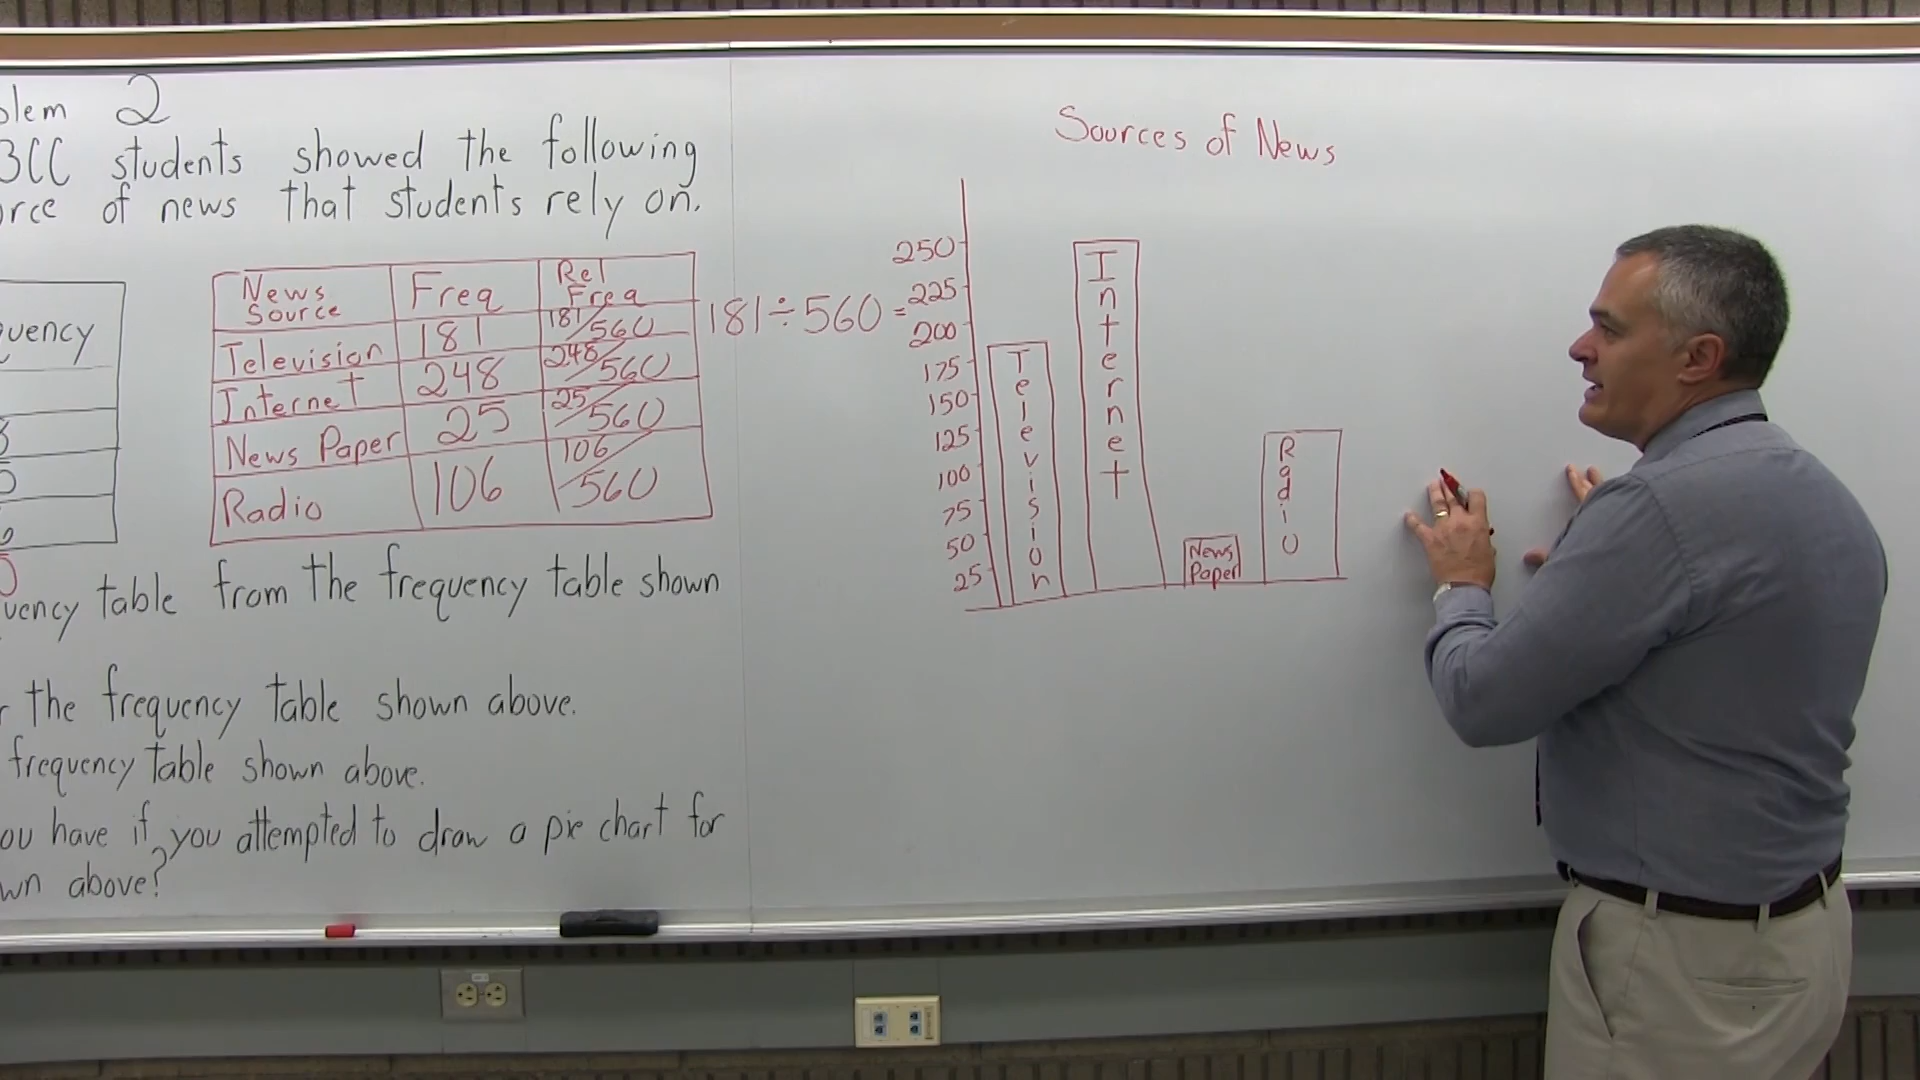 olem 2
3CC students showed the following
rce of news that students rely on.
uency
News Source Freq Rel Freq
Television 181 181/560
Internet 248 248/560
News Paper 25 25/560
Radio 106 106/560
181÷560=
uency table from the frequency table shown
the frequency table shown above.
frequency table shown above.
ou have if you attempted to draw a pie chart for
wn above?
Sources of News
250
225
200
175
150
125
100
75
50
25
Television
Internet
News Paper
Radio